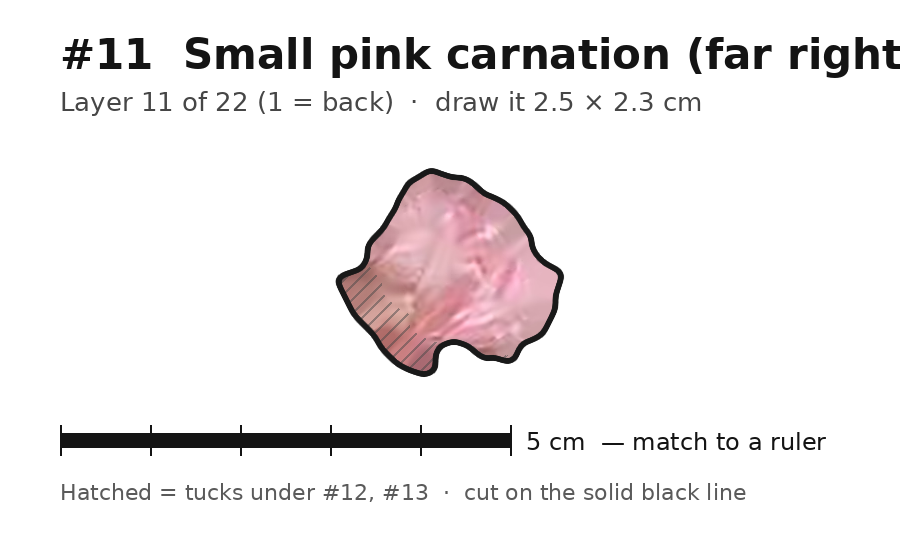 #11 Small pink carnation (far right
Layer 11 of 22 (1 = back) · draw it 2.5 × 2.3 cm
5 cm — match to a ruler
Hatched = tucks under #12, #13 · cut on the solid black line